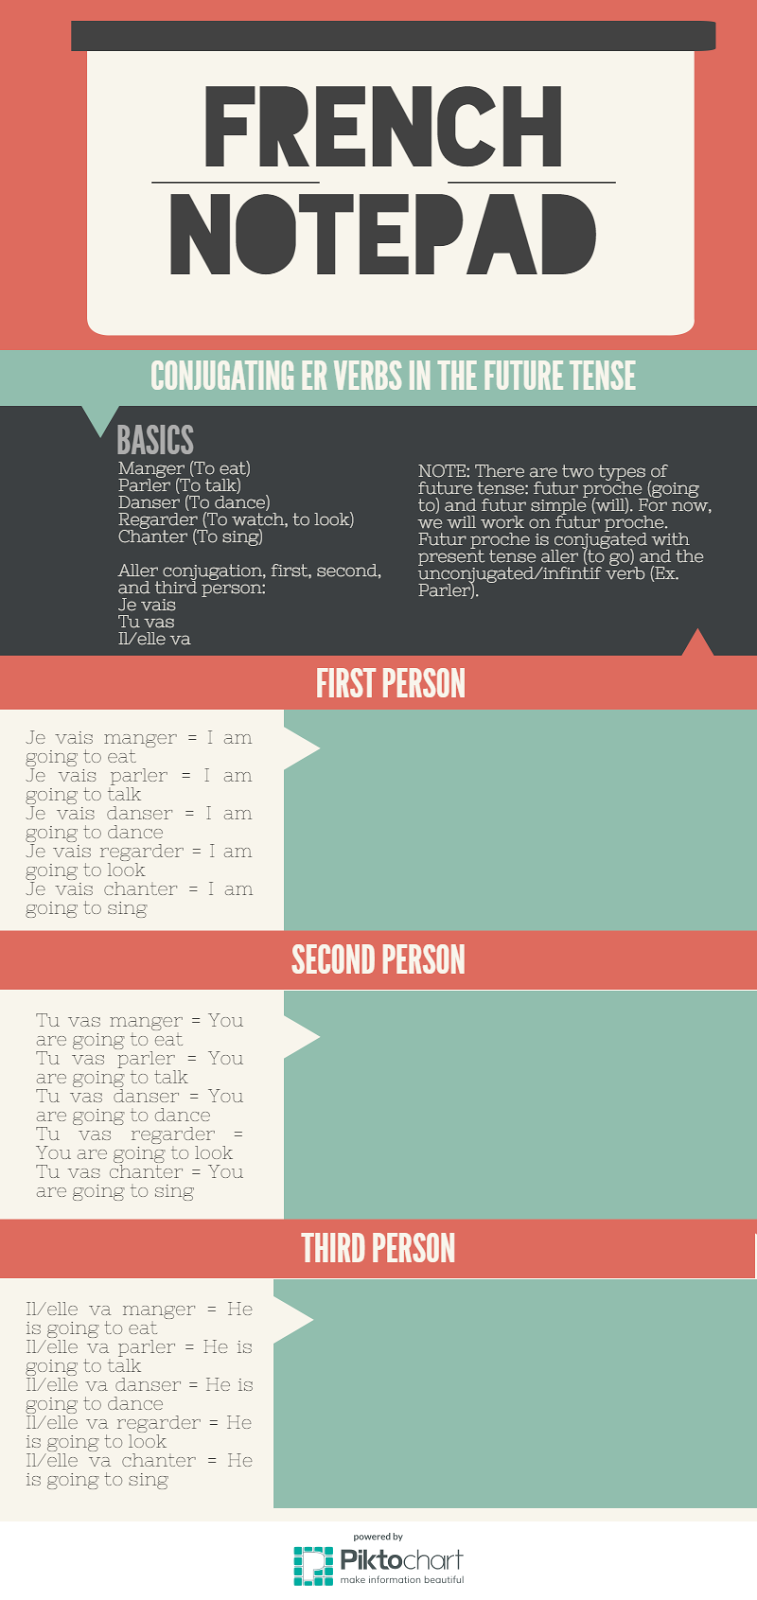 FRENCH
NOTEPAD
CONJUGATING ER VERBS IN THE FUTURE TENSE
BASICS
Manger (To eat)
Parler (To talk)
Danser (To dance)
Regarder (To watch, to look)
Chanter (To sing)
Aller conjugation, first, second,
and third person:
Je vais
Tu vas
Il/elle va
NOTE: There are two types of
future tense: futur proche (going
to) and futur simple (will). For now,
we will work on futur proche.
Futur proche is conjugated with
present tense aller (to go) and the
unconjugated/infintif verb (Ex.
Parler).
FIRST PERSON
Je vais manger = I am
going to eat
Je vais parler = I am
going to talk
Je vais danser = I am
going to dance
Je vais regarder = I am
going to look
Je vais chanter = I am
going to sing
SECOND PERSON
Tu vas manger = You
are going to eat
Tu vas parler = You
are going to talk
Tu vas danser = You
are going to dance
Tu vas regarder =
You are going to look
Tu vas chanter = You
are going to sing
THIRD PERSON
Il/elle va manger = He
is going to eat
Il/elle va parler = He is
going to talk
Il/elle va danser = He is
going to dance
Il/elle va regarder = He
is going to look
Il/elle va chanter = He
is going to sing
powered by
Piktochart
make information beautiful